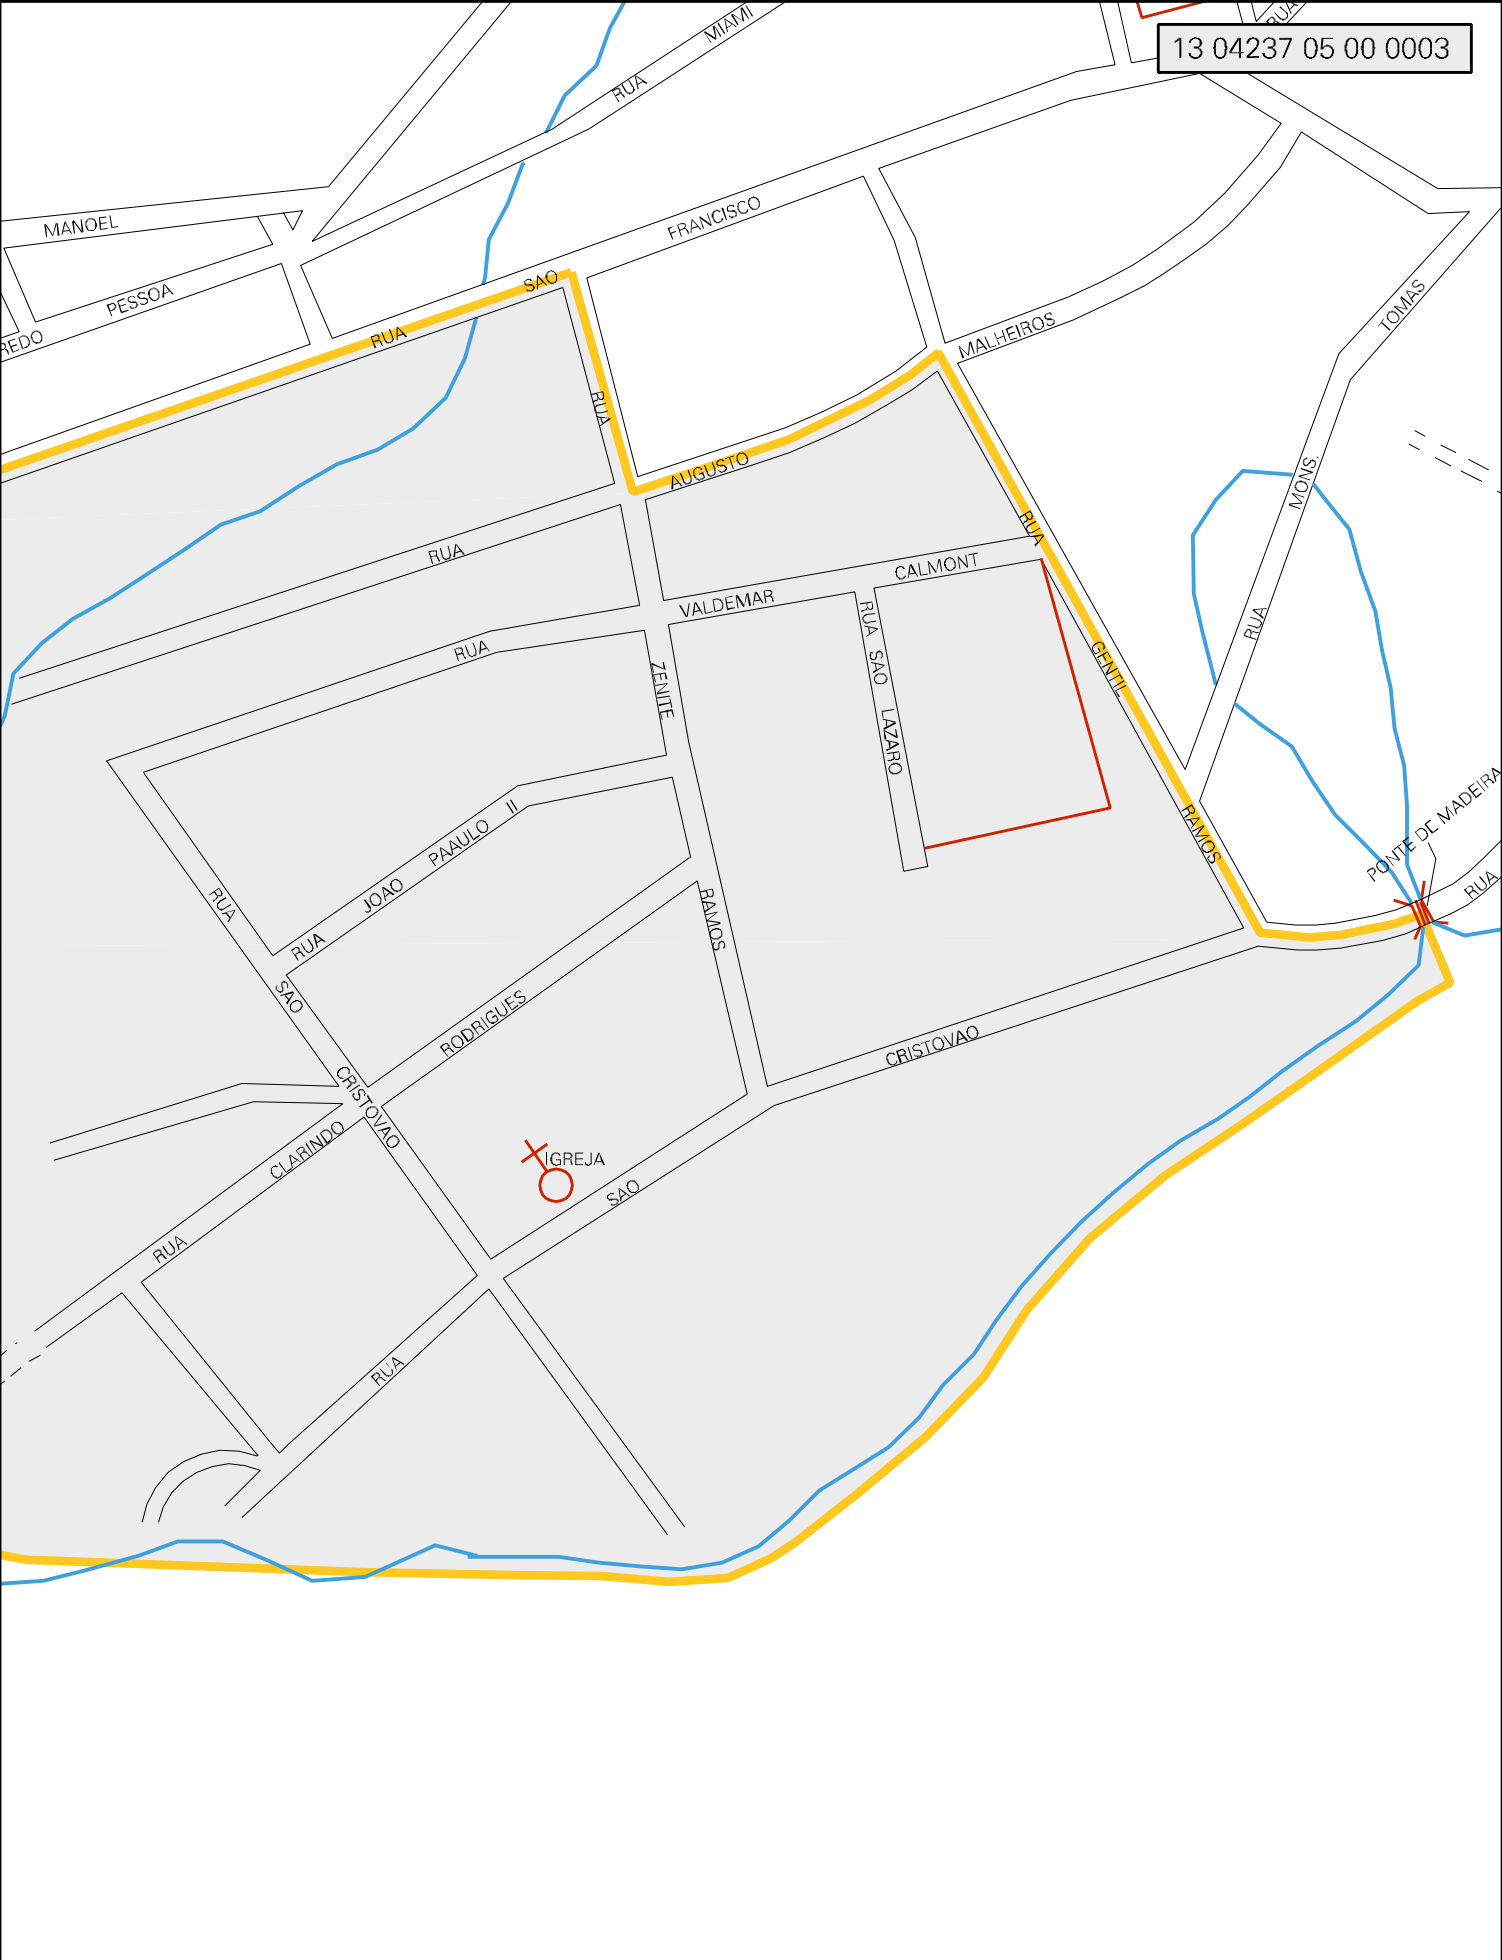 MIAMI
RUA
RUA
13 04237 05 00 0003
MANOEL
FRANCISCO
PESSOA
SAO
REDO
RUA
MALHEIROS
TOMAS
RUA
AUGUSTO
MONS.
RUA
RUA
CALMONT
VALDEMAR
RUA SAO LAZARO
RUA
RUA
ZENITE
GENTIL
RAMOS
PONTE DE MADEIRA
RUA
RUA JOAO PAAULO II
RUA
RAMOS
SAO
RODRIGUES
CRISTOVAO
CRISTOVAO
CLARINDO
IGREJA
SAO
RUA
RUA